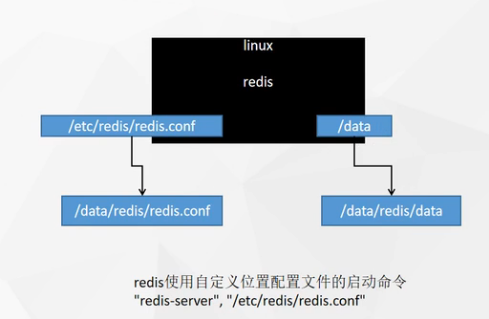 linux
redis
/etc/redis/redis.conf
/data
/data/redis/redis.conf
/data/redis/data
redis使用自定义位置配置文件的启动命令
"redis-server", "/etc/redis/redis.conf"